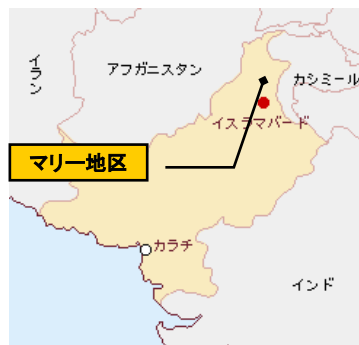 イラン
アフガニスタン
カシミール
イスラマバード
マリー地区
カラチ
インド